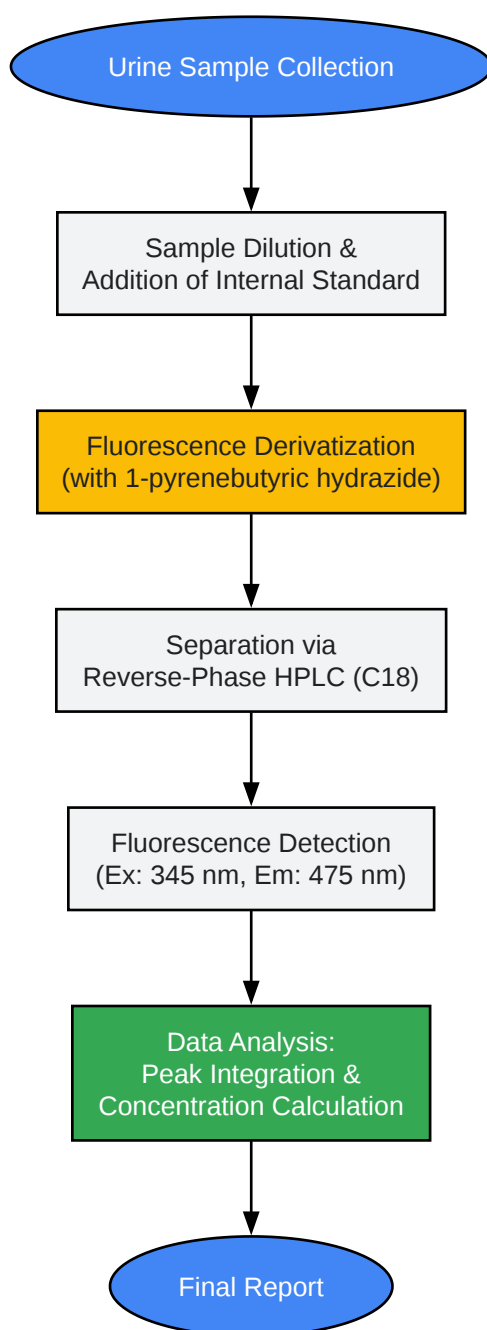 Urine Sample Collection
Sample Dilution &
Addition of Internal Standard
Fluorescence Derivatization
(with 1-pyrenebutyric hydrazide)
Separation via
Reverse-Phase HPLC (C18)
Fluorescence Detection
(Ex: 345 nm, Em: 475 nm)
Data Analysis:
Peak Integration &
Concentration Calculation
Final Report